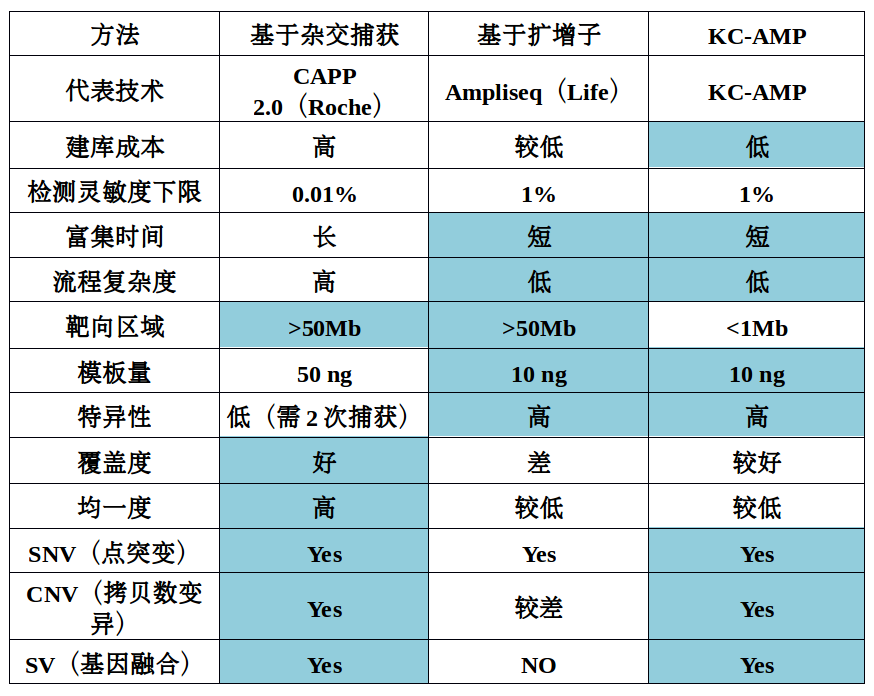 方法 基于杂交捕获 基于扩增子 KC-AMP
代表技术 CAPP 2.0（Roche） Ampliseq（Life） KC-AMP
建库成本 高 较低 低
检测灵敏度下限 0.01% 1% 1%
富集时间 长 短 短
流程复杂度 高 低 低
靶向区域 >50Mb >50Mb <1Mb
模板量 50 ng 10 ng 10 ng
特异性 低（需 2 次捕获） 高 高
覆盖度 好 差 较好
均一度 高 较低 较低
SNV（点突变） Yes Yes Yes
CNV（拷贝数变异） Yes 较差 Yes
SV（基因融合） Yes NO Yes